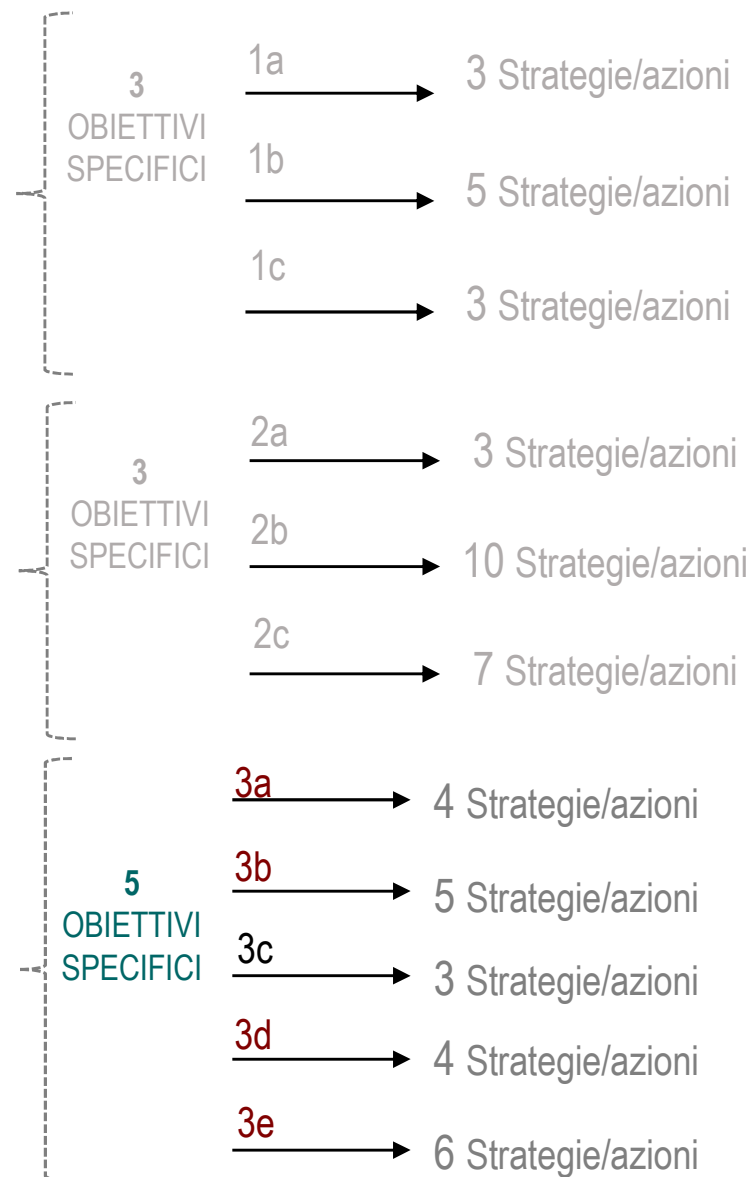 3
OBIETTIVI
SPECIFICI
1a
3 Strategie/azioni
1b
5 Strategie/azioni
1c
3 Strategie/azioni
3
OBIETTIVI
SPECIFICI
2a
3 Strategie/azioni
2b
10 Strategie/azioni
2c
7 Strategie/azioni
5
OBIETTIVI
SPECIFICI
3a
4 Strategie/azioni
3b
5 Strategie/azioni
3c
3 Strategie/azioni
3d
4 Strategie/azioni
3e
6 Strategie/azioni